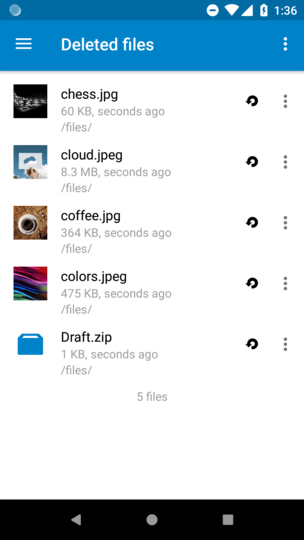 1:36
Deleted files
chess.jpg
60 KB, seconds ago
/files/
cloud.jpeg
8.3 MB, seconds ago
/files/
coffee.jpg
364 KB, seconds ago
/files/
colors.jpeg
475 KB, seconds ago
/files/
Draft.zip
1 KB, seconds ago
/files/
5 files